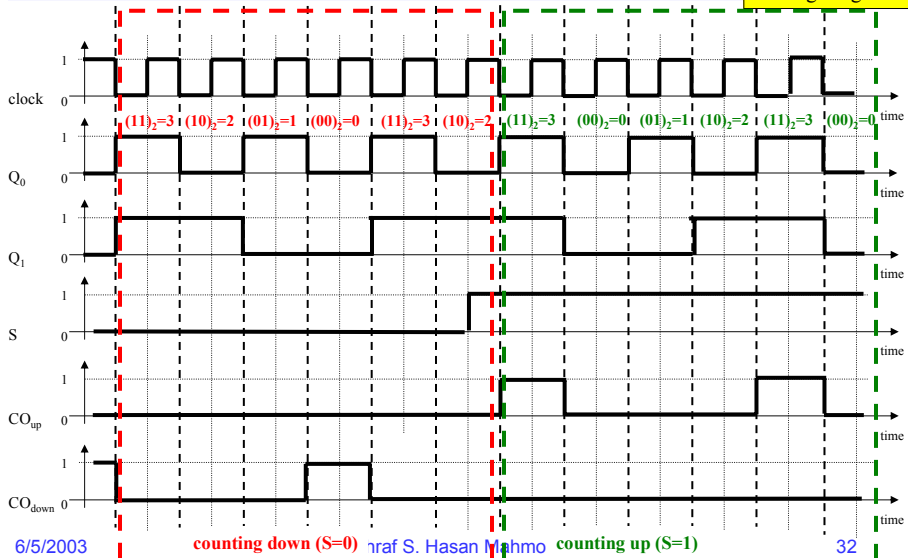 1
clock 0
time
(11)₂=3 (10)₂=2 (01)₂=1 (00)₂=0 (11)₂=3 (10)₂=2 (11)₂=3 (00)₂=0 (01)₂=1 (10)₂=2 (11)₂=3 (00)₂=0
1
Q₀ 0
time
1
Q₁ 0
time
1
S 0
time
1
CO_up 0
time
1
CO_down 0
time
6/5/2003 counting down (S=0) hraf S. Hasan Mahmo counting up (S=1) 32